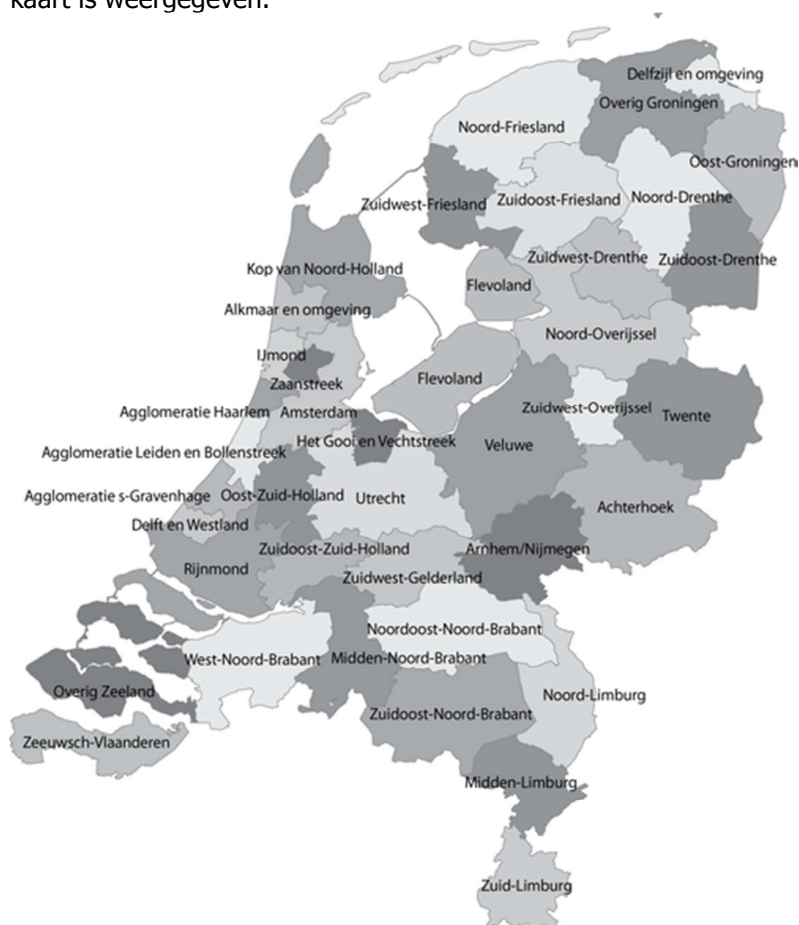 kaart is weergegeven.
Delfzijl en omgeving
Overig Groningen
Noord-Friesland
Oost-Groningen
Zuidwest-Friesland
Zuidoost-Friesland
Noord-Drenthe
Kop van Noord-Holland
Flevoland
Zuidwest-Drenthe
Zuidoost-Drenthe
Alkmaar en omgeving
Noord-Overijssel
IJmond
Zaanstreek
Flevoland
Agglomeratie Haarlem
Amsterdam
Zuidwest-Overijssel
Twente
Het Gooi en Vechtstreek
Veluwe
Agglomeratie Leiden en Bollenstreek
Agglomeratie s-Gravenhage
Oost-Zuid-Holland
Utrecht
Achterhoek
Delft en Westland
Zuidoost-Zuid-Holland
Arnhem/Nijmegen
Rijnmond
Zuidwest-Gelderland
Noordoost-Noord-Brabant
West-Noord-Brabant
Midden-Noord-Brabant
Overig Zeeland
Noord-Limburg
Zuidoost-Noord-Brabant
Zeeuwsch-Vlaanderen
Midden-Limburg
Zuid-Limburg